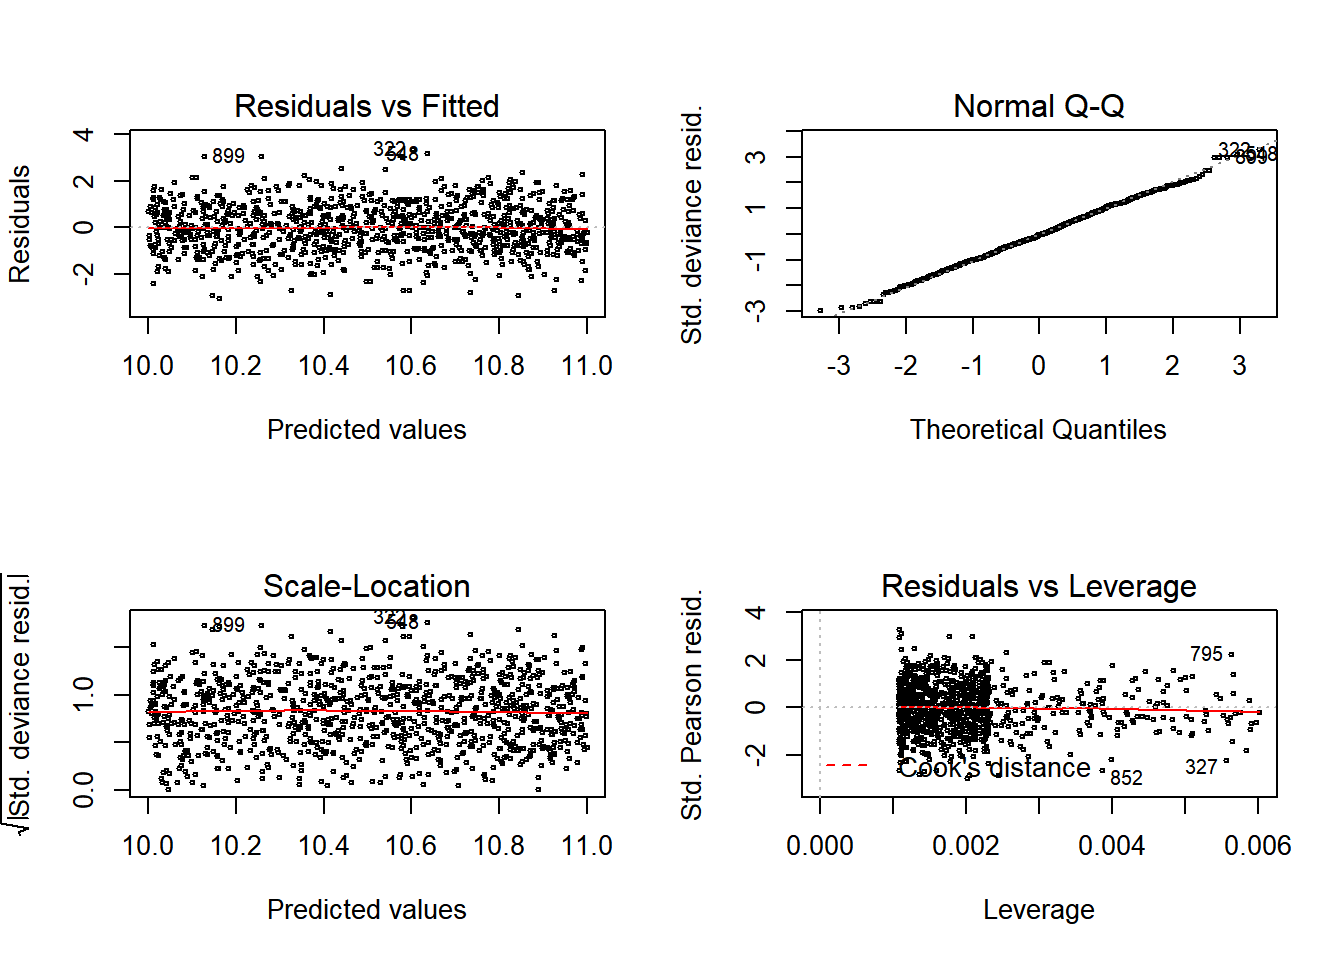 Residuals vs Fitted
Residuals
4
2
0
-2
899
322
548
10.0 10.2 10.4 10.6 10.8 11.0
Predicted values
Normal Q-Q
Std. deviance resid.
3
1
-1
-3
322
548
899
-3 -2 -1 0 1 2 3
Theoretical Quantiles
Scale-Location
√|Std. deviance resid.|
1.0
0.0
899
322
548
10.0 10.2 10.4 10.6 10.8 11.0
Predicted values
Residuals vs Leverage
Std. Pearson resid.
4
2
0
-2
795
327
852
Cook's distance
0.000 0.002 0.004 0.006
Leverage